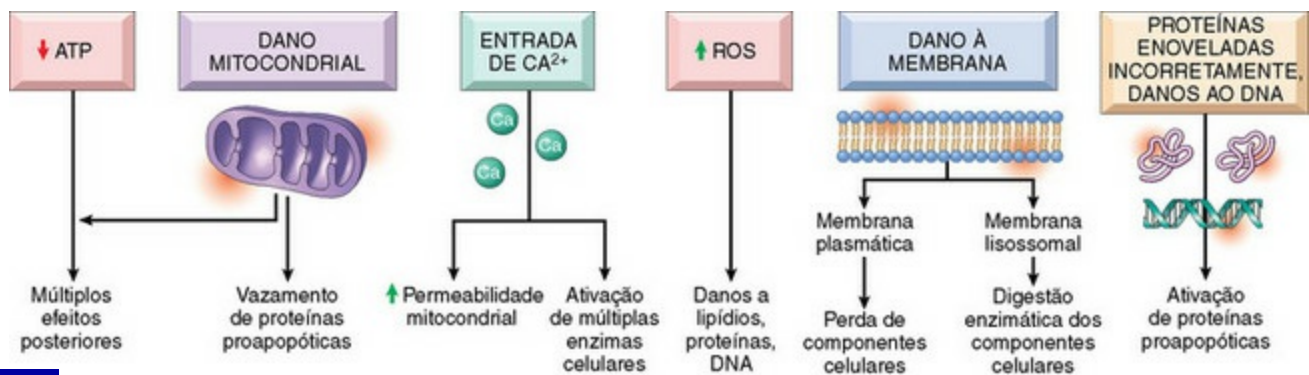 ATP
DANO
MITOCONDRIAL
ENTRADA
DE CA²⁺
ROS
DANO À
MEMBRANA
PROTEÍNAS
ENOVELADAS
INCORRETAMENTE,
DANOS AO DNA
Ca
Ca
Ca
Múltiplos
efeitos
posteriores
Vazamento
de proteínas
proapopóticas
Permeabilidade
mitocondrial
Ativação
de múltiplas
enzimas
celulares
Danos a
lipídios,
proteínas,
DNA
Membrana
plasmática
Perda de
componentes
celulares
Membrana
lisossomal
Digestão
enzimática dos
componentes
celulares
Ativação
de proteínas
proapopóticas